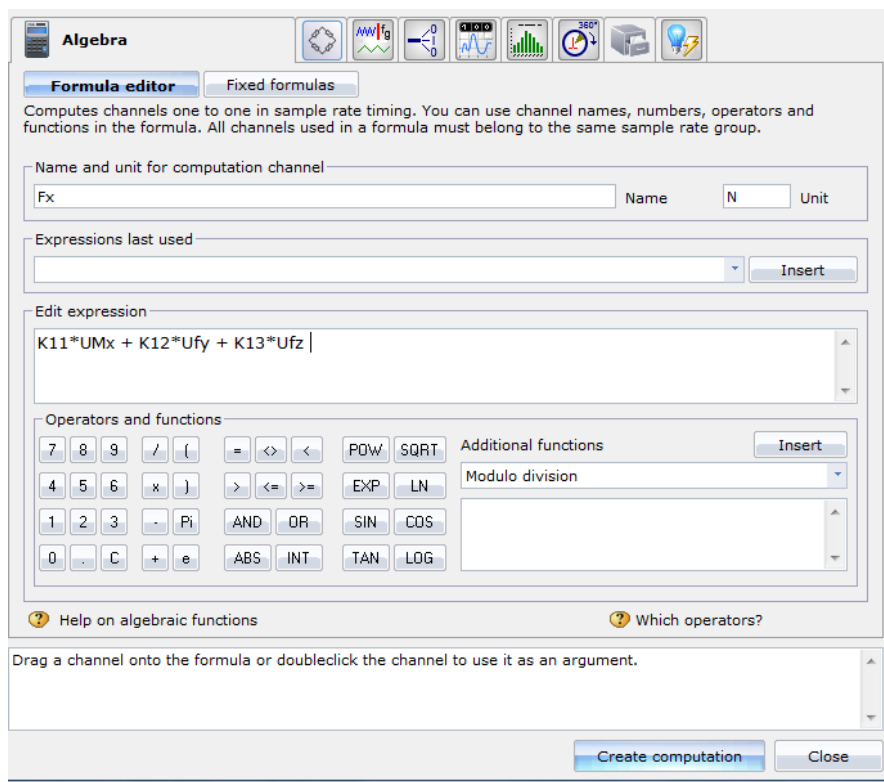 Algebra
Formula editor
Fixed formulas
Computes channels one to one in sample rate timing. You can use channel names, numbers, operators and
functions in the formula. All channels used in a formula must belong to the same sample rate group.
Name and unit for computation channel
Fx Name N Unit
Expressions last used
Insert
Edit expression
K11*UMx + K12*Ufy + K13*Ufz
Operators and functions
7 8 9 / ( = <> < POW SQRT
4 5 6 x ) > <= >= EXP LN
1 2 3 - Pi AND OR SIN COS
0 . C + e ABS INT TAN LOG
Additional functions Insert
Modulo division
? Help on algebraic functions
? Which operators?
Drag a channel onto the formula or doubleclick the channel to use it as an argument.
Create computation
Close